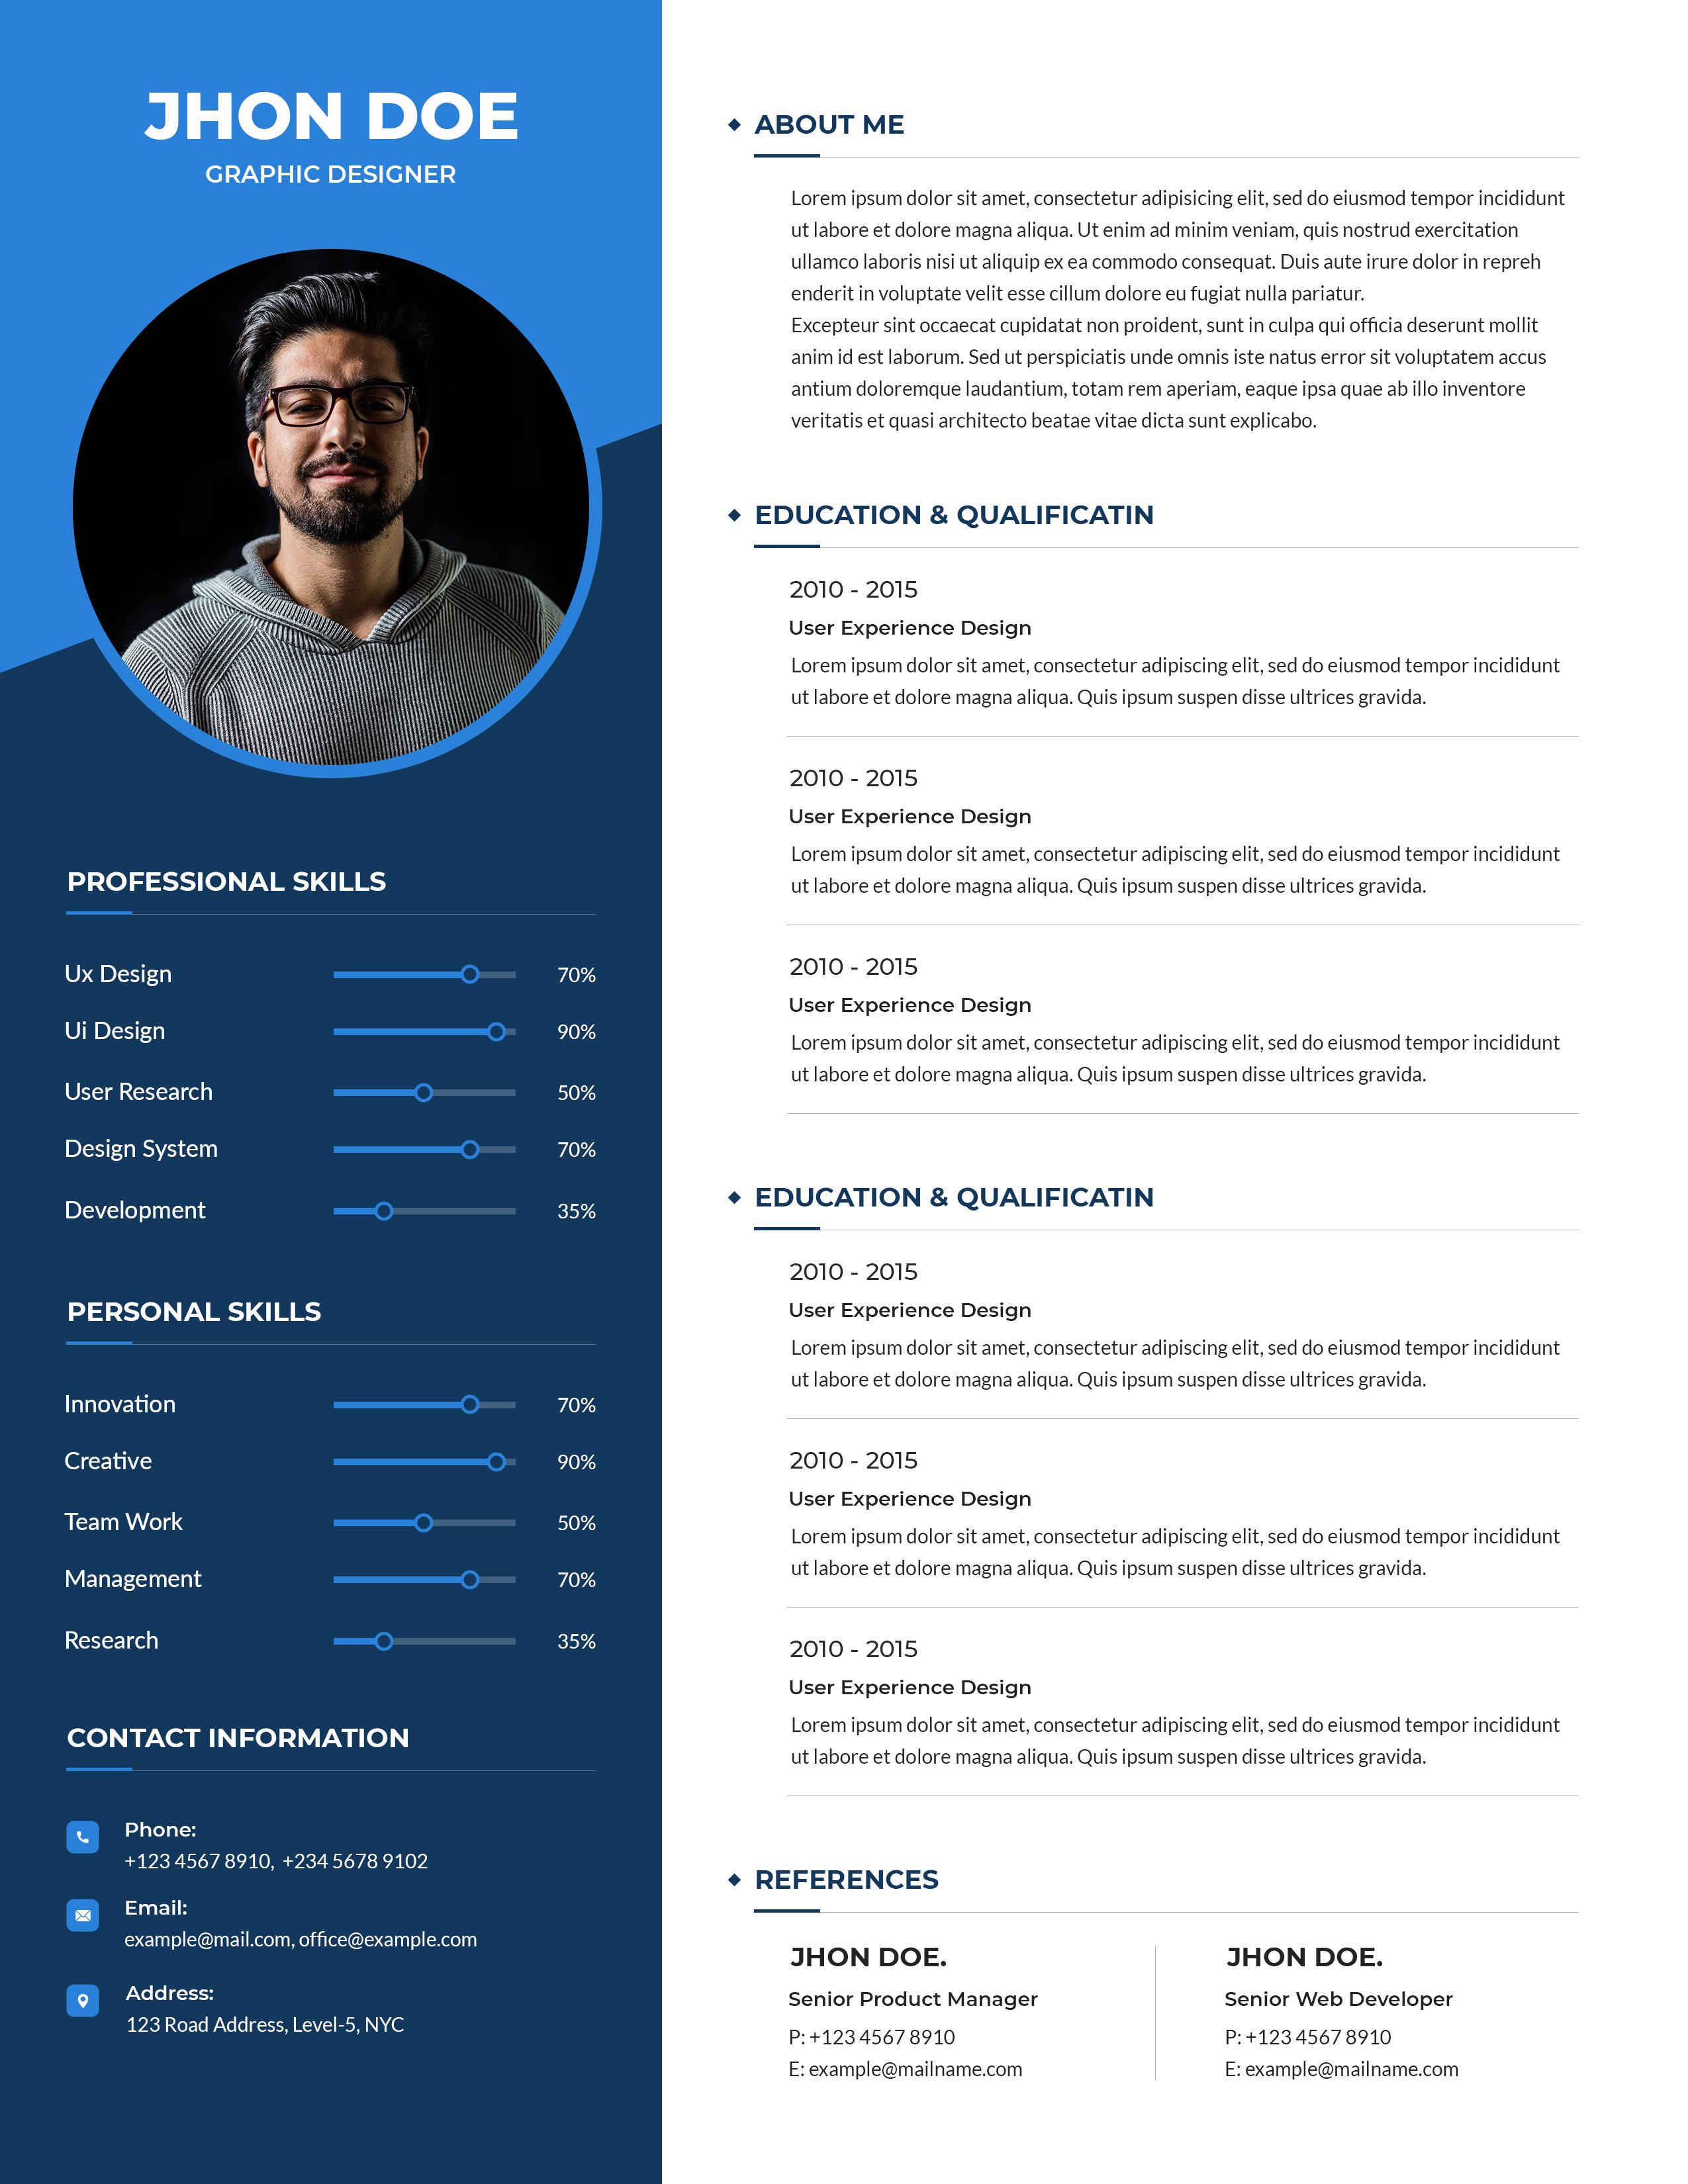 JHON DOE
GRAPHIC DESIGNER
PROFESSIONAL SKILLS
Ux Design 70%
Ui Design 90%
User Research 50%
Design System 70%
Development 35%
PERSONAL SKILLS
Innovation 70%
Creative 90%
Team Work 50%
Management 70%
Research 35%
CONTACT INFORMATION
Phone:
+123 4567 8910, +234 5678 9102
Email:
example@mail.com, office@example.com
Address:
123 Road Address, Level-5, NYC
ABOUT ME
Lorem ipsum dolor sit amet, consectetur adipisicing elit, sed do eiusmod tempor incididunt
ut labore et dolore magna aliqua. Ut enim ad minim veniam, quis nostrud exercitation
ullamco laboris nisi ut aliquip ex ea commodo consequat. Duis aute irure dolor in repreh
enderit in voluptate velit esse cillum dolore eu fugiat nulla pariatur.
Excepteur sint occaecat cupidatat non proident, sunt in culpa qui officia deserunt mollit
anim id est laborum. Sed ut perspiciatis unde omnis iste natus error sit voluptatem accus
antium doloremque laudantium, totam rem aperiam, eaque ipsa quae ab illo inventore
veritatis et quasi architecto beatae vitae dicta sunt explicabo.
EDUCATION & QUALIFICATIN
2010 - 2015
User Experience Design
Lorem ipsum dolor sit amet, consectetur adipiscing elit, sed do eiusmod tempor incididunt
ut labore et dolore magna aliqua. Quis ipsum suspen disse ultrices gravida.
2010 - 2015
User Experience Design
Lorem ipsum dolor sit amet, consectetur adipiscing elit, sed do eiusmod tempor incididunt
ut labore et dolore magna aliqua. Quis ipsum suspen disse ultrices gravida.
2010 - 2015
User Experience Design
Lorem ipsum dolor sit amet, consectetur adipiscing elit, sed do eiusmod tempor incididunt
ut labore et dolore magna aliqua. Quis ipsum suspen disse ultrices gravida.
EDUCATION & QUALIFICATIN
2010 - 2015
User Experience Design
Lorem ipsum dolor sit amet, consectetur adipiscing elit, sed do eiusmod tempor incididunt
ut labore et dolore magna aliqua. Quis ipsum suspen disse ultrices gravida.
2010 - 2015
User Experience Design
Lorem ipsum dolor sit amet, consectetur adipiscing elit, sed do eiusmod tempor incididunt
ut labore et dolore magna aliqua. Quis ipsum suspen disse ultrices gravida.
2010 - 2015
User Experience Design
Lorem ipsum dolor sit amet, consectetur adipiscing elit, sed do eiusmod tempor incididunt
ut labore et dolore magna aliqua. Quis ipsum suspen disse ultrices gravida.
REFERENCES
JHON DOE.
Senior Product Manager
P: +123 4567 8910
E: example@mailname.com
JHON DOE.
Senior Web Developer
P: +123 4567 8910
E: example@mailname.com